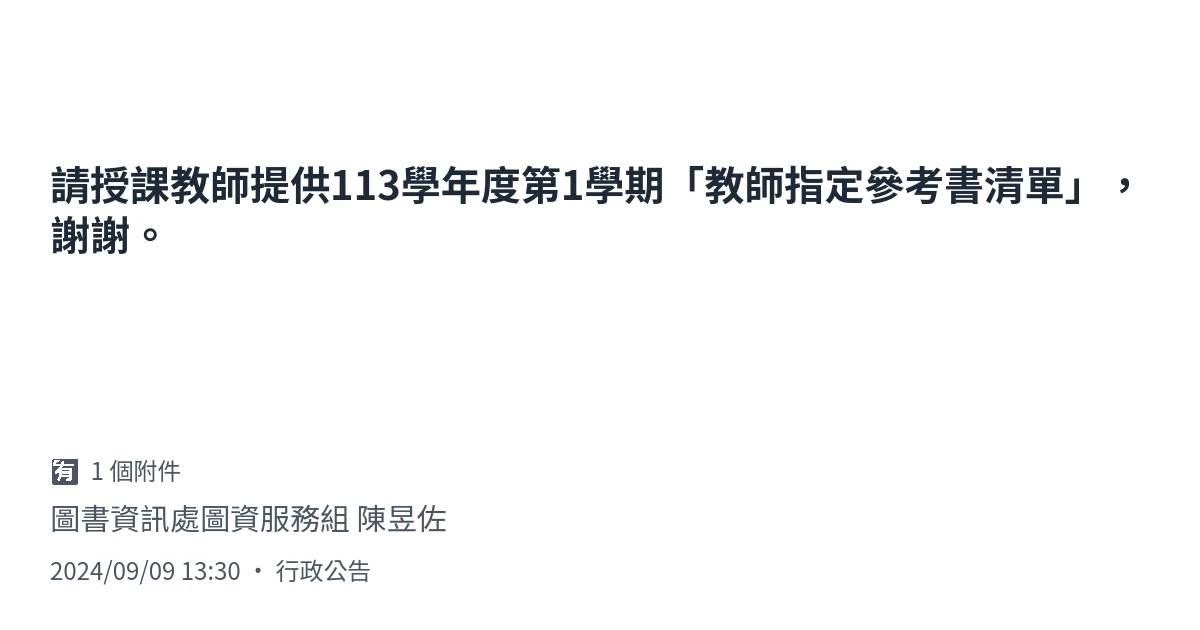 請授課教師提供113學年度第1學期「教師指定參考書清單」，
謝謝。
有 1 個附件
圖書資訊處圖資服務組 陳昱佐
2024/09/09 13:30 • 行政公告